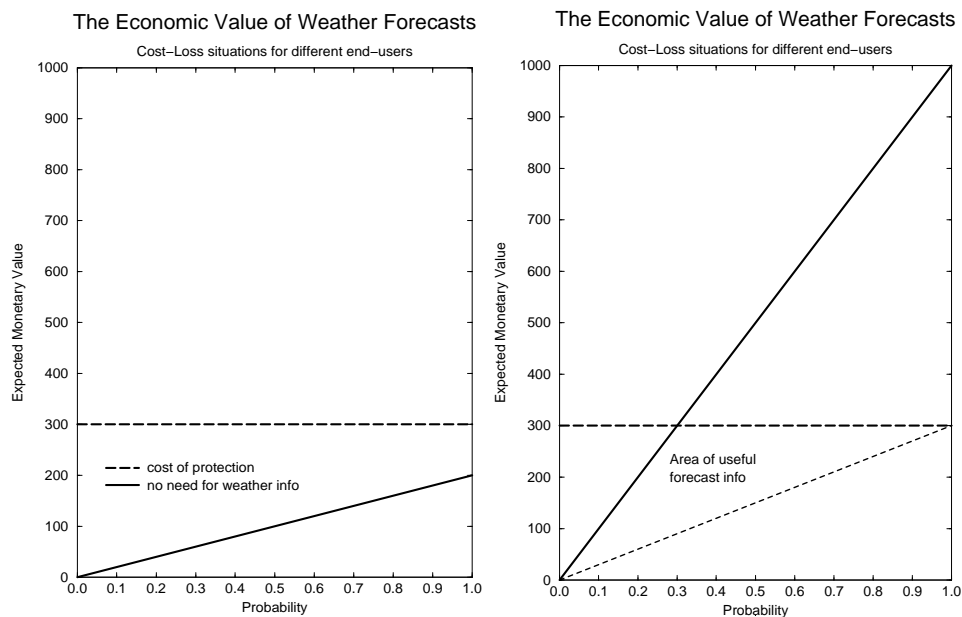 The Economic Value of Weather Forecasts
Cost−Loss situations for different end−users
1000
900
800
700
600
500
400
300
200
100
0
Expected Monetary Value
cost of protection
no need for weather info
0.0 0.1 0.2 0.3 0.4 0.5 0.6 0.7 0.8 0.9 1.0
Probability
The Economic Value of Weather Forecasts
Cost−Loss situations for different end−users
1000
900
800
700
600
500
400
300
200
100
0
Expected Monetary Value
Area of useful
forecast info
0.0 0.1 0.2 0.3 0.4 0.5 0.6 0.7 0.8 0.9 1.0
Probability